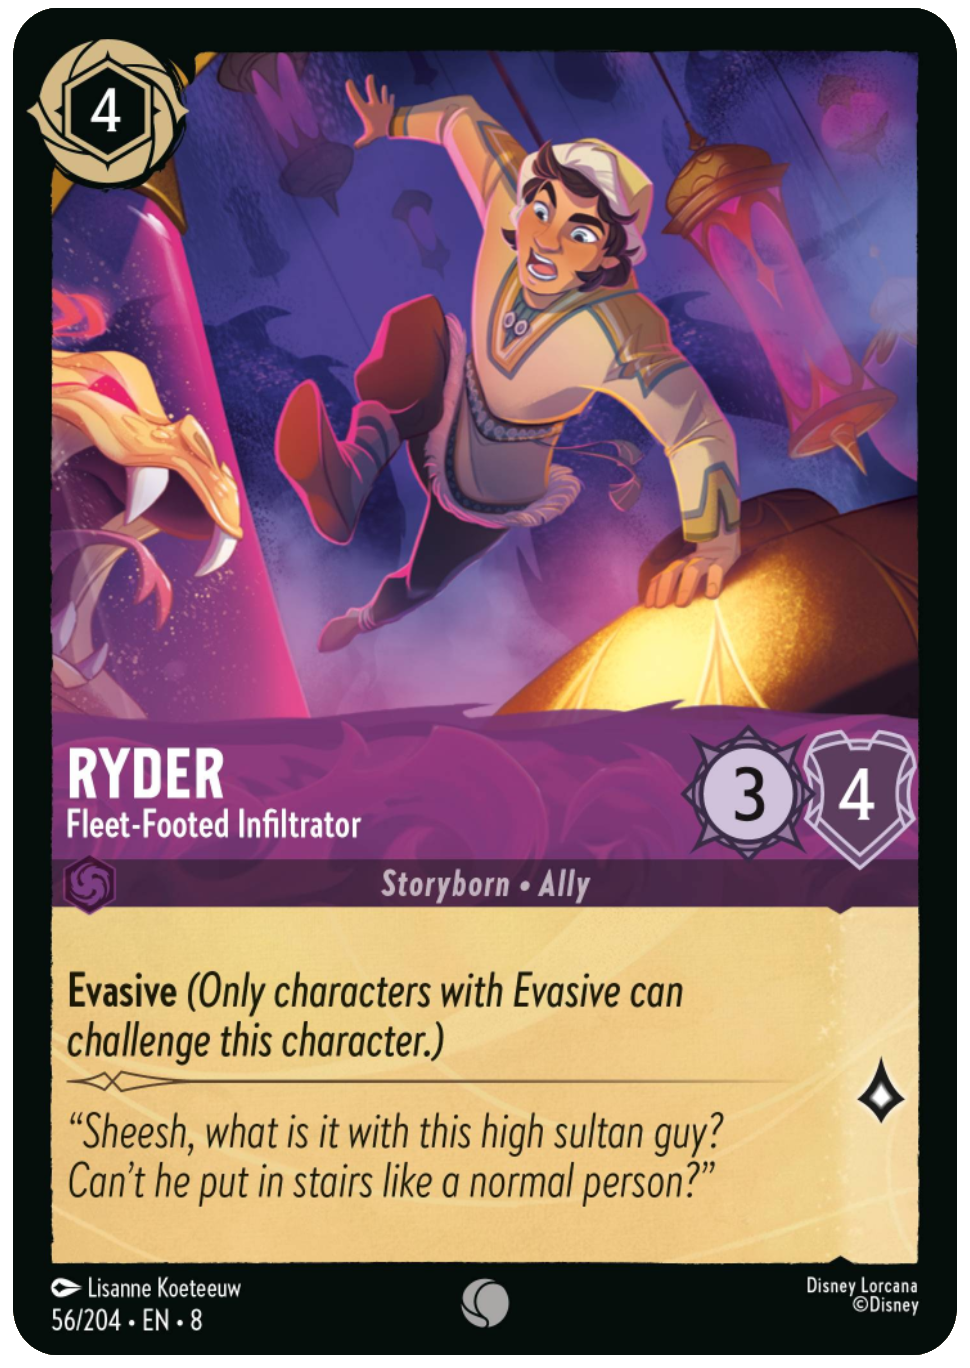 4
RYDER
Fleet-Footed Infiltrator
3
4
Storyborn • Ally
Evasive (Only characters with Evasive can
challenge this character.)
“Sheesh, what is it with this high sultan guy?
Can’t he put in stairs like a normal person?”
Lisanne Koeteeuw
56/204 • EN • 8
Disney Lorcana
©Disney